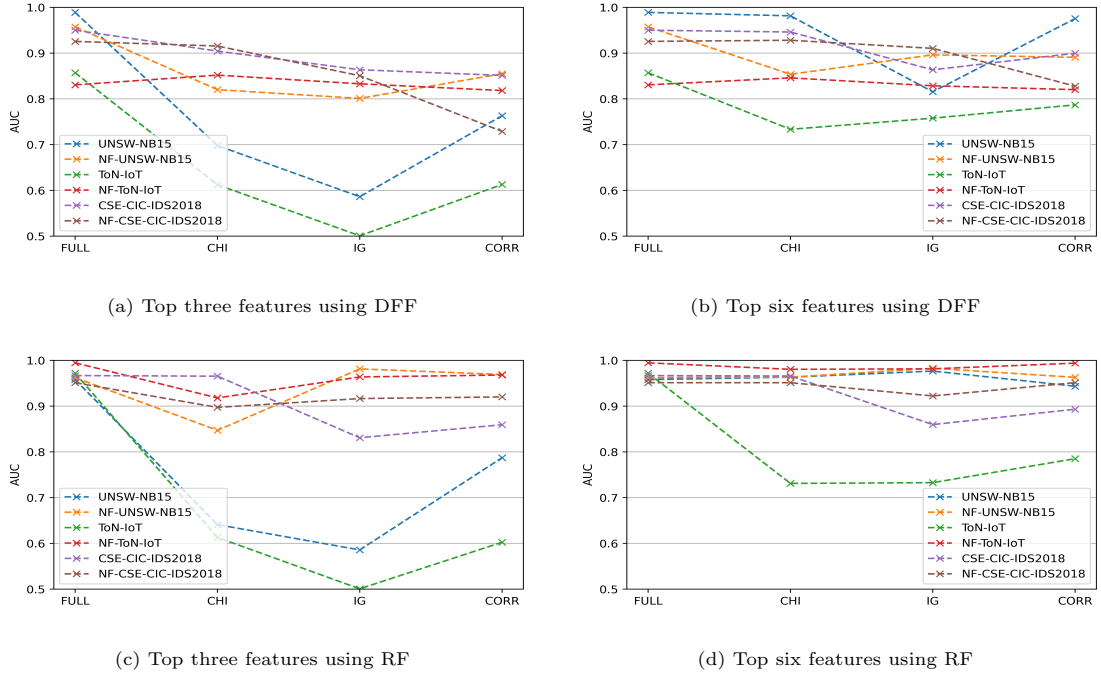 1.0
0.9
0.8
0.7
0.6
0.5
AUC
UNSW-NB15
NF-UNSW-NB15
ToN-IoT
NF-ToN-IoT
CSE-CIC-IDS2018
NF-CSE-CIC-IDS2018
FULL CHI IG CORR
(a) Top three features using DFF
1.0
0.9
0.8
0.7
0.6
0.5
AUC
UNSW-NB15
NF-UNSW-NB15
ToN-IoT
NF-ToN-IoT
CSE-CIC-IDS2018
NF-CSE-CIC-IDS2018
FULL CHI IG CORR
(b) Top six features using DFF
1.0
0.9
0.8
0.7
0.6
0.5
AUC
UNSW-NB15
NF-UNSW-NB15
ToN-IoT
NF-ToN-IoT
CSE-CIC-IDS2018
NF-CSE-CIC-IDS2018
FULL CHI IG CORR
(c) Top three features using RF
1.0
0.9
0.8
0.7
0.6
0.5
AUC
UNSW-NB15
NF-UNSW-NB15
ToN-IoT
NF-ToN-IoT
CSE-CIC-IDS2018
NF-CSE-CIC-IDS2018
FULL CHI IG CORR
(d) Top six features using RF